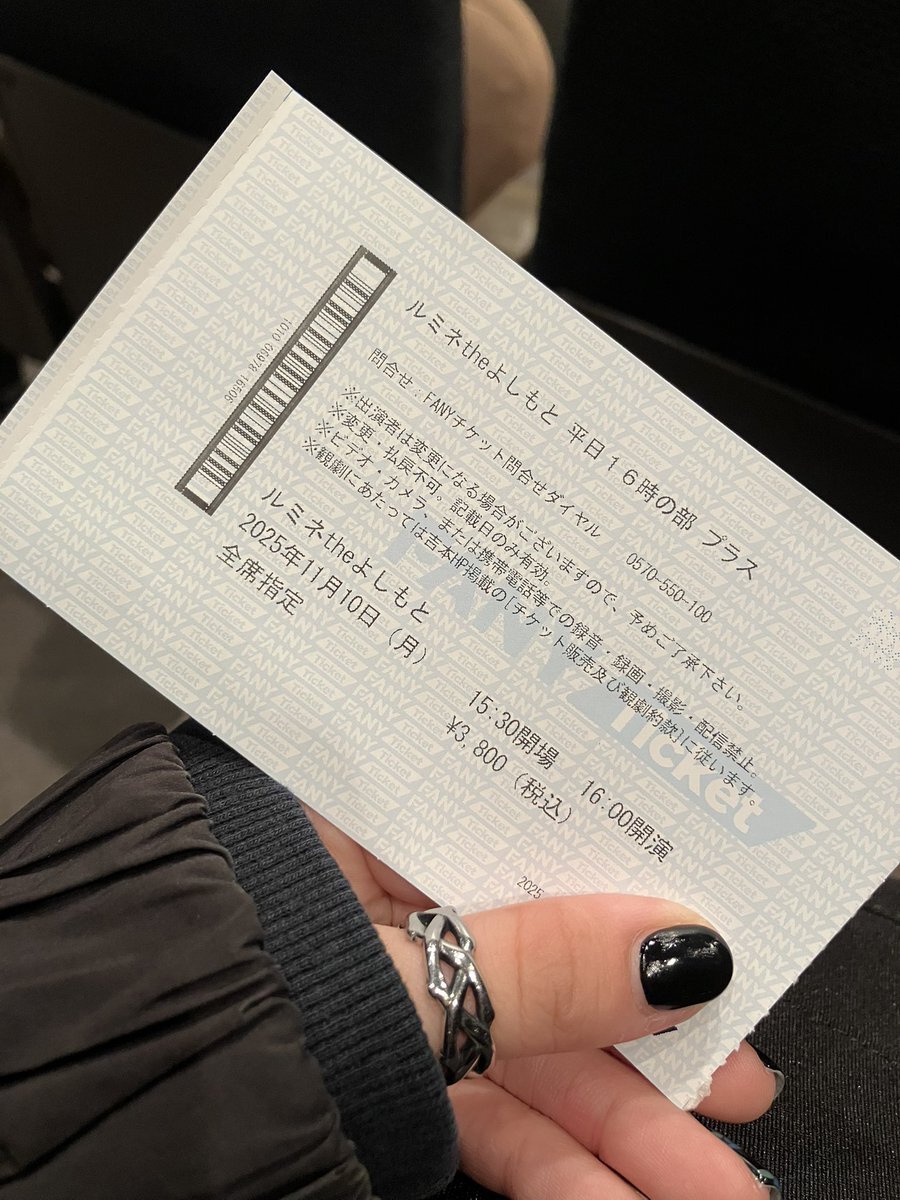 ルミネtheよしもと 平日16時の部 プラス
問合せ:FANYチケット問合せダイヤル 0570-550-100
※出演者は変更になる場合がございますので、予めご了承下さい。
※変更・払戻不可。記載日のみ有効。
※ビデオ・カメラ、または携帯電話等での録音・録画・撮影・配信禁止。
※観劇にあたっては吉本HP掲載の「チケット販売及び観劇約款」に従います。
ルミネtheよしもと
2025年11月10日(月) 15:30開場 16:00開演
全席指定 ¥3,800(税込)
2025
FANY Ticket